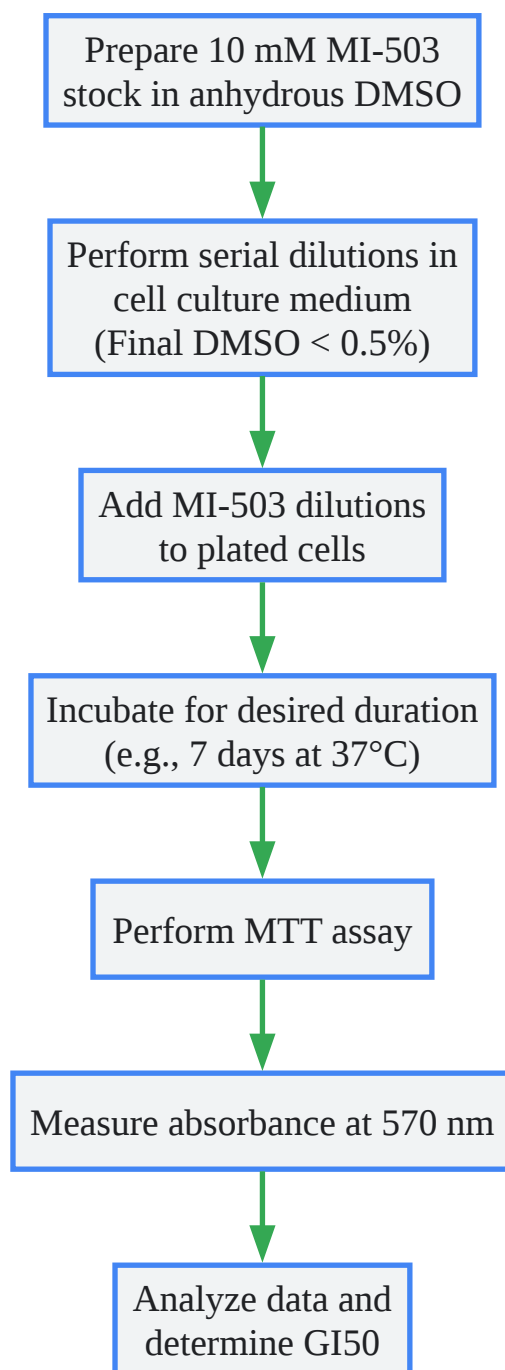 Prepare 10 mM MI-503
stock in anhydrous DMSO
Perform serial dilutions in
cell culture medium
(Final DMSO < 0.5%)
Add MI-503 dilutions
to plated cells
Incubate for desired duration
(e.g., 7 days at 37°C)
Perform MTT assay
Measure absorbance at 570 nm
Analyze data and
determine GI50